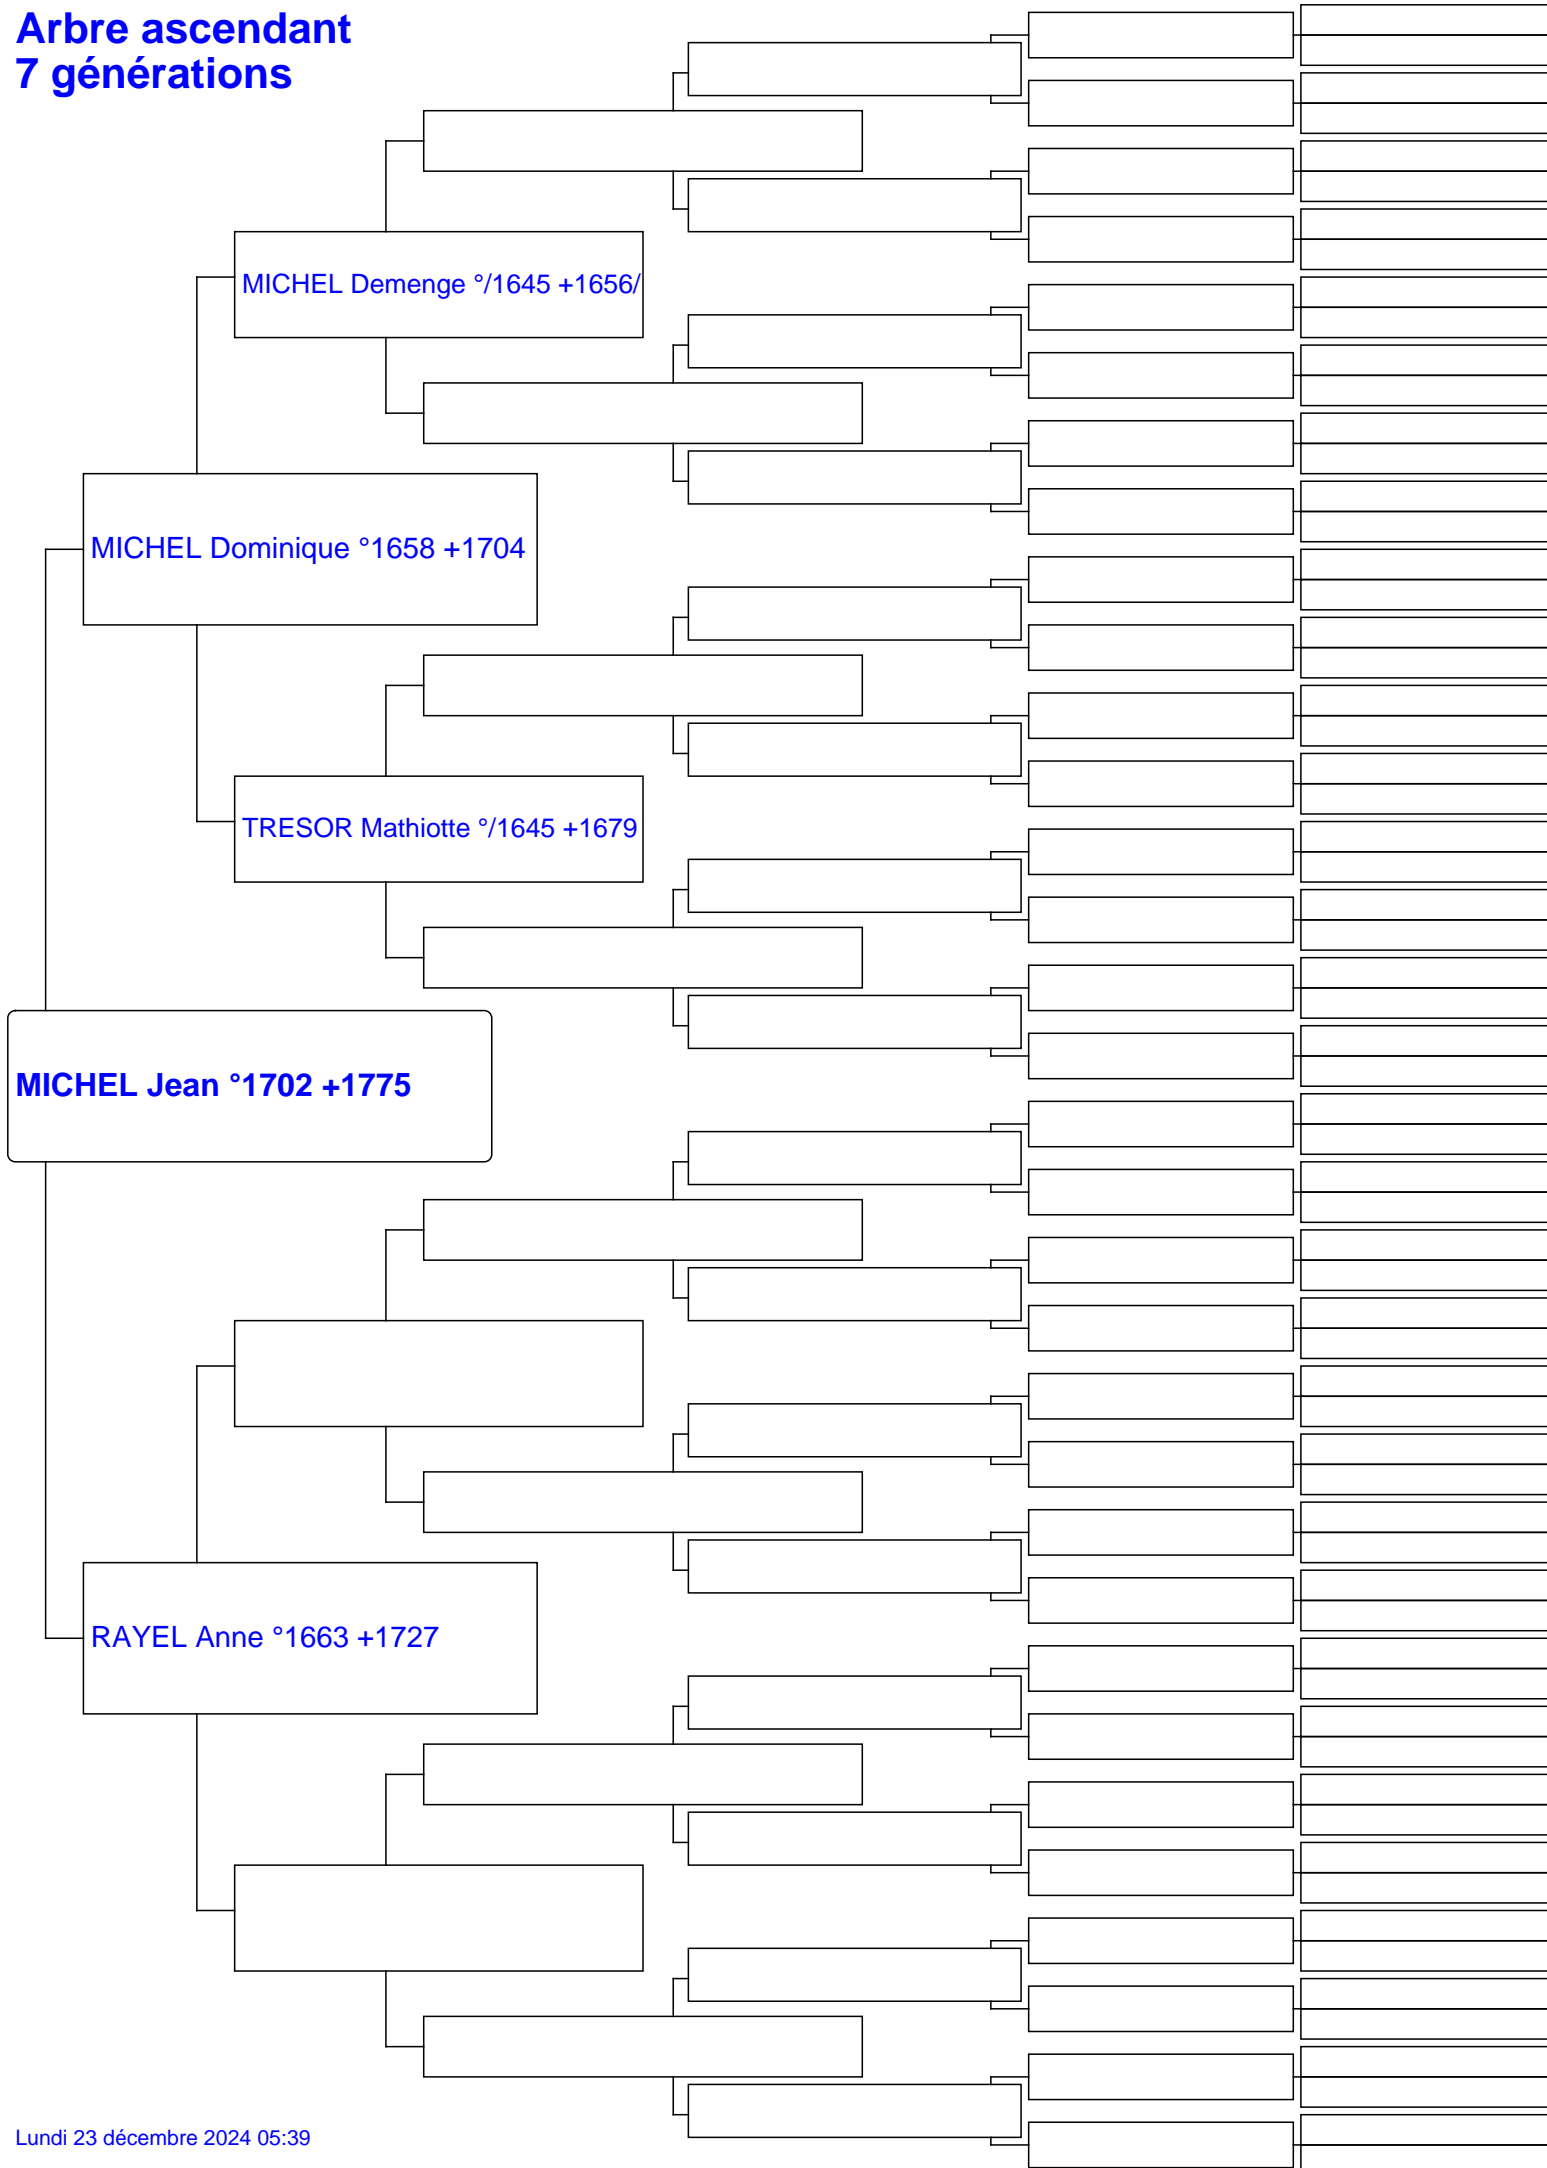 Arbre ascendant
7 générations
MICHEL Demenge °/1645 +1656/
MICHEL Dominique °1658 +1704
TRESOR Mathiotte °/1645 +1679
MICHEL Jean °1702 +1775
RAYEL Anne °1663 +1727
Lundi 23 décembre 2024 05:39